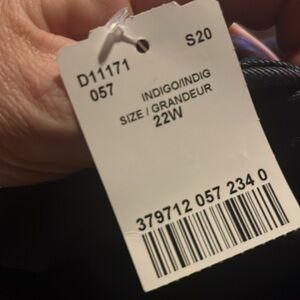 D11171 S20
057
INDIGO/INDIG
SIZE / GRANDEUR
22W
379712 057 234 0